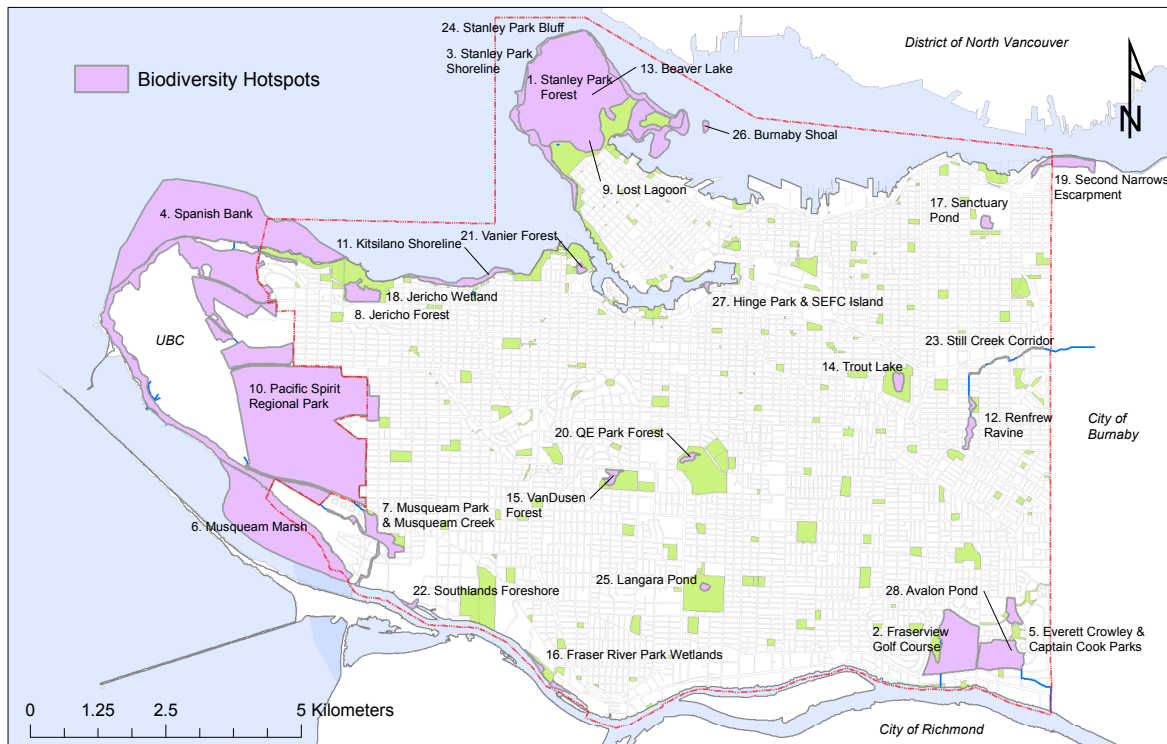 24. Stanley Park Bluff
District of North Vancouver
3. Stanley Park
Shoreline
13. Beaver Lake
Biodiversity Hotspots
1. Stanley Park
Forest
N
26. Burnaby Shoal
19. Second Narrows
Escarpment
9. Lost Lagoon
17. Sanctuary
Pond
4. Spanish Bank
21. Vanier Forest
11. Kitsilano Shoreline
18. Jericho Wetland
27. Hinge Park & SEFC Island
8. Jericho Forest
UBC
23. Still Creek Corridor
14. Trout Lake
10. Pacific Spirit
Regional Park
12. Renfrew
Ravine
City of
Burnaby
20. QE Park Forest
15. VanDusen
Forest
7. Musqueam Park
& Musqueam Creek
6. Musqueam Marsh
25. Langara Pond
22. Southlands Foreshore
28. Avalon Pond
2. Fraserview
Golf Course
5. Everett Crowley &
Captain Cook Parks
16. Fraser River Park Wetlands
0 1.25 2.5 5 Kilometers
City of Richmond